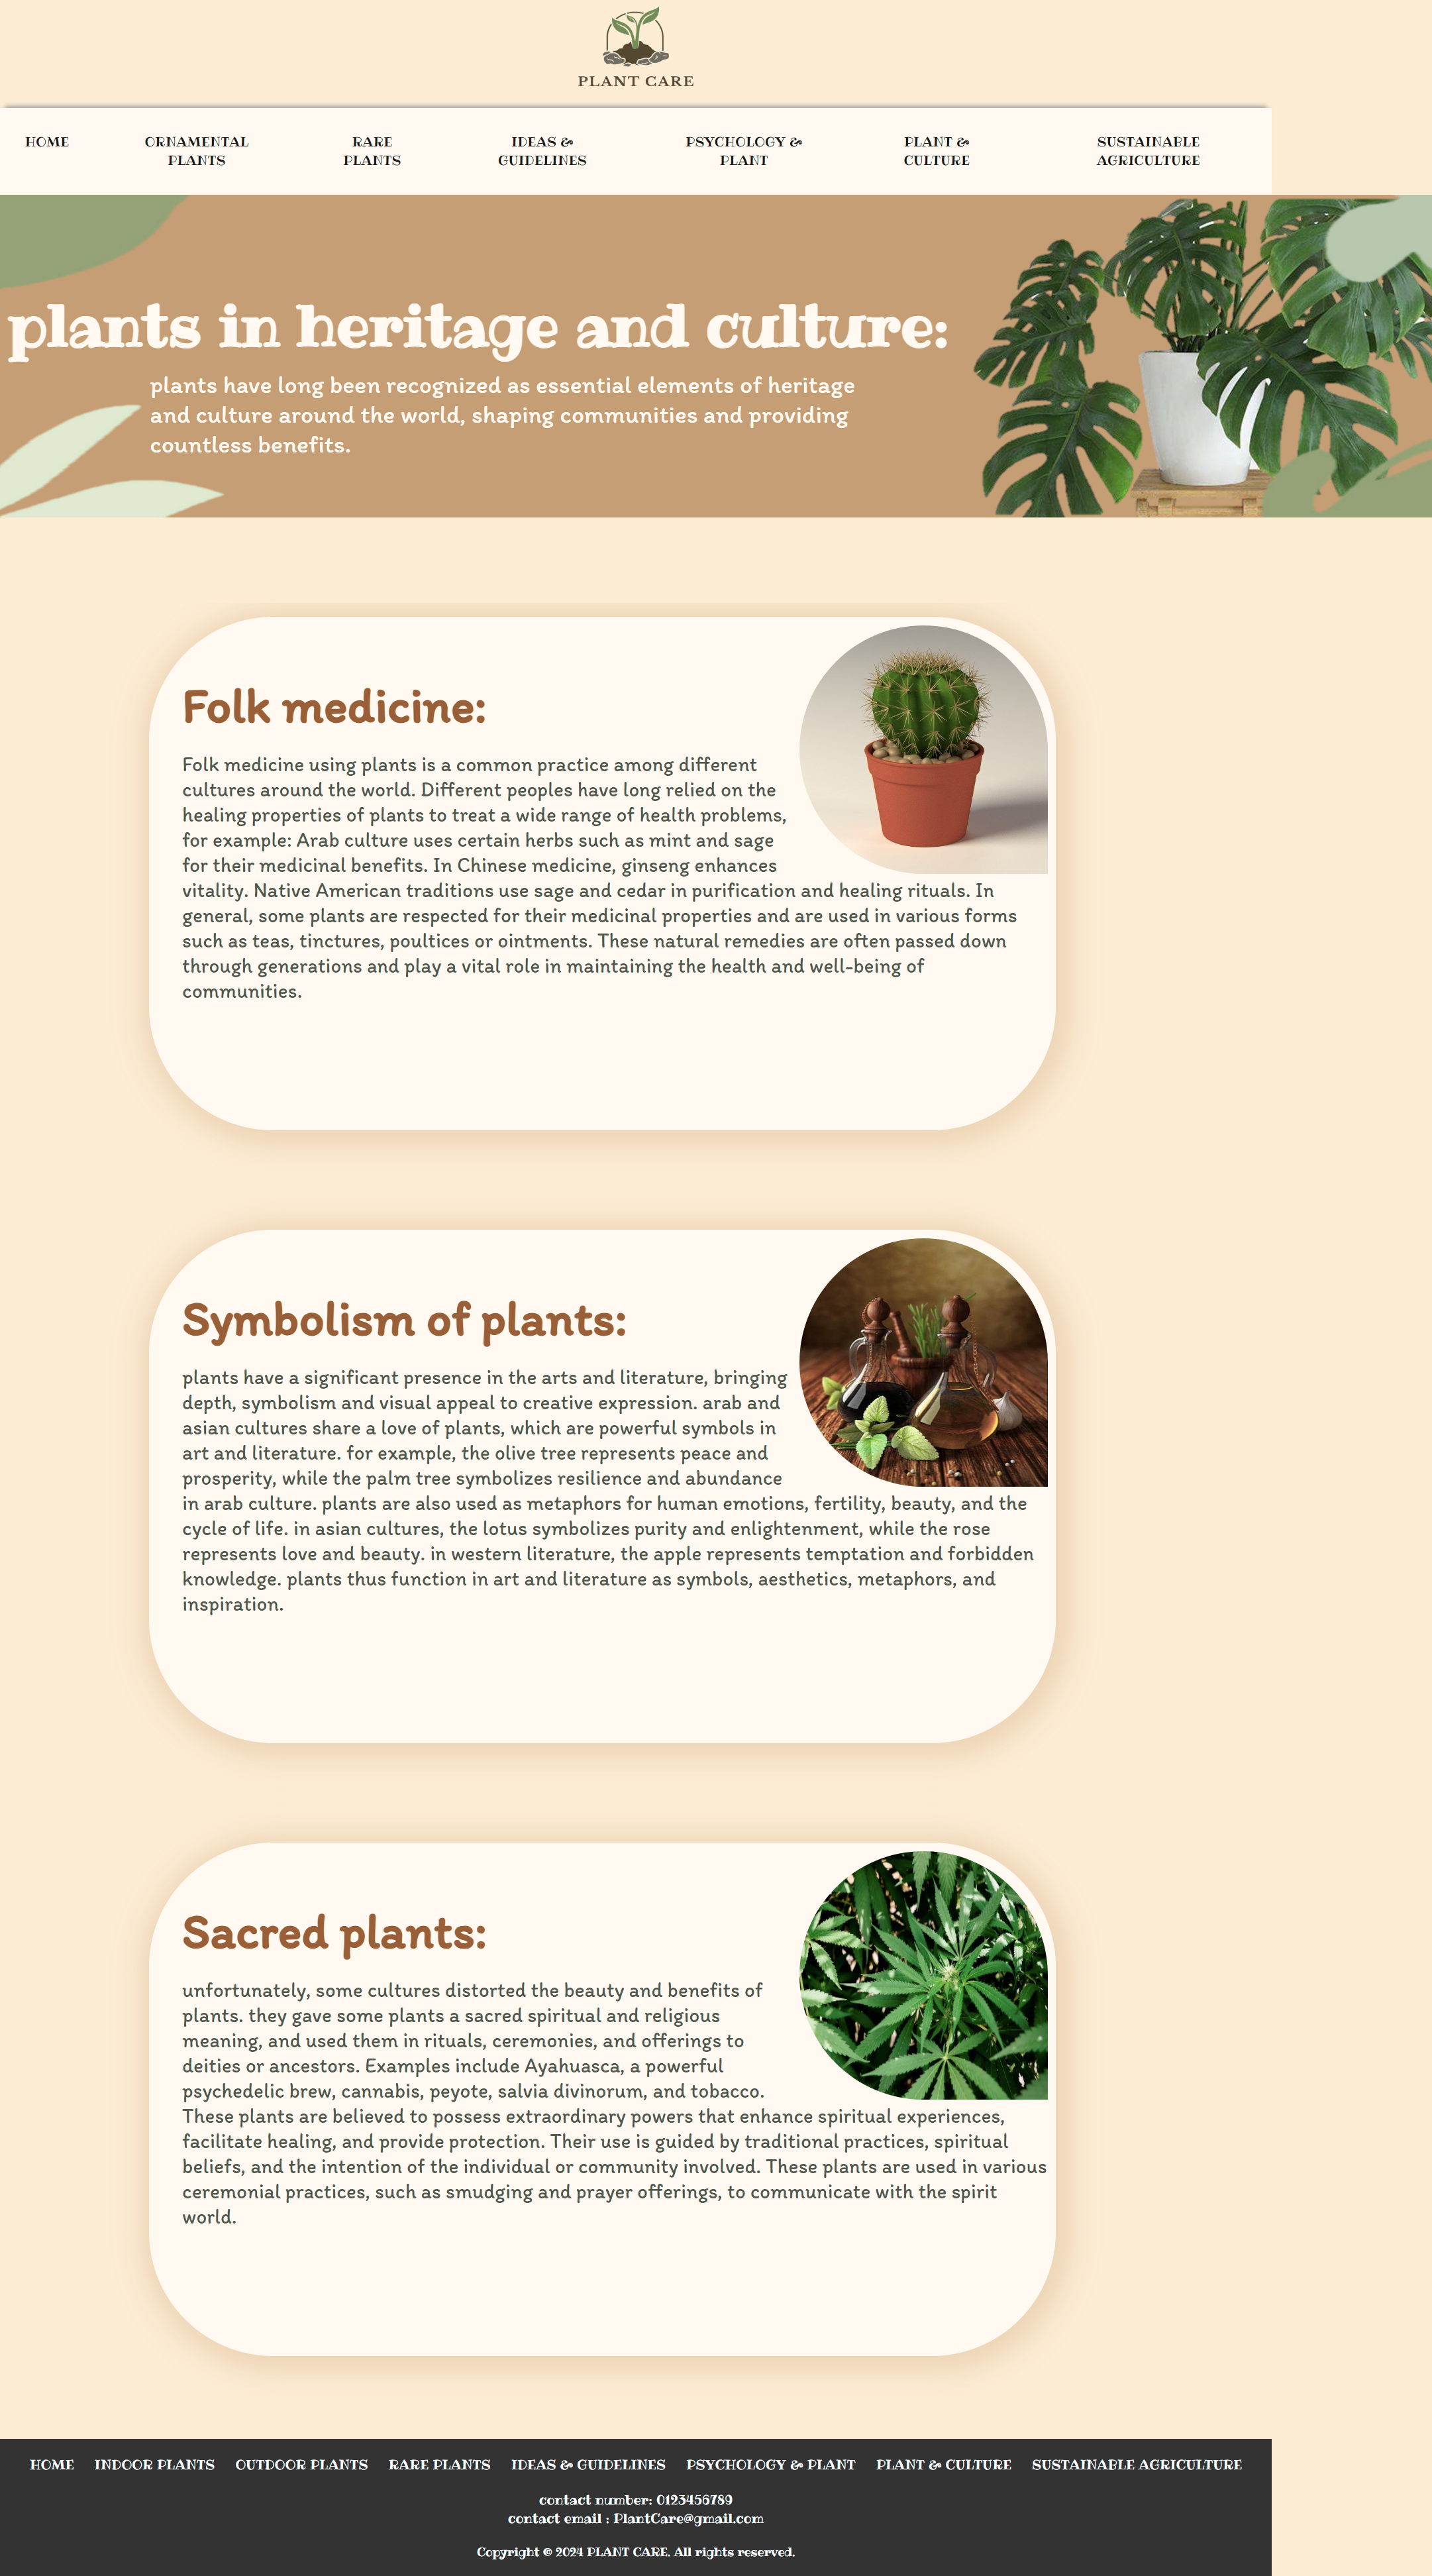 PLANT CARE
HOME
ORNAMENTAL
PLANTS
RARE
PLANTS
IDEAS &
GUIDELINES
PSYCHOLOGY &
PLANT
PLANT &
CULTURE
SUSTAINABLE
AGRICULTURE
plants in heritage and culture:
plants have long been recognized as essential elements of heritage
and culture around the world, shaping communities and providing
countless benefits.
Folk medicine:
Folk medicine using plants is a common practice among different
cultures around the world. Different peoples have long relied on the
healing properties of plants to treat a wide range of health problems,
for example: Arab culture uses certain herbs such as mint and sage
for their medicinal benefits. In Chinese medicine, ginseng enhances
vitality. Native American traditions use sage and cedar in purification and healing rituals. In
general, some plants are respected for their medicinal properties and are used in various forms
such as teas, tinctures, poultices or ointments. These natural remedies are often passed down
through generations and play a vital role in maintaining the health and well-being of
communities.
Symbolism of plants:
plants have a significant presence in the arts and literature, bringing
depth, symbolism and visual appeal to creative expression. arab and
asian cultures share a love of plants, which are powerful symbols in
art and literature. for example, the olive tree represents peace and
prosperity, while the palm tree symbolizes resilience and abundance
in arab culture. plants are also used as metaphors for human emotions, fertility, beauty, and the
cycle of life. in asian cultures, the lotus symbolizes purity and enlightenment, while the rose
represents love and beauty. in western literature, the apple represents temptation and forbidden
knowledge. plants thus function in art and literature as symbols, aesthetics, metaphors, and
inspiration.
Sacred plants:
unfortunately, some cultures distorted the beauty and benefits of
plants. they gave some plants a sacred spiritual and religious
meaning, and used them in rituals, ceremonies, and offerings to
deities or ancestors. Examples include Ayahuasca, a powerful
psychedelic brew, cannabis, peyote, salvia divinorum, and tobacco.
These plants are believed to possess extraordinary powers that enhance spiritual experiences,
facilitate healing, and provide protection. Their use is guided by traditional practices, spiritual
beliefs, and the intention of the individual or community involved. These plants are used in various
ceremonial practices, such as smudging and prayer offerings, to communicate with the spirit
world.
HOME INDOOR PLANTS OUTDOOR PLANTS RARE PLANTS IDEAS & GUIDELINES PSYCHOLOGY & PLANT PLANT & CULTURE SUSTAINABLE AGRICULTURE
contact number: 0123456789
contact email : PlantCare@gmail.com
Copyright © 2024 PLANT CARE. All rights reserved.